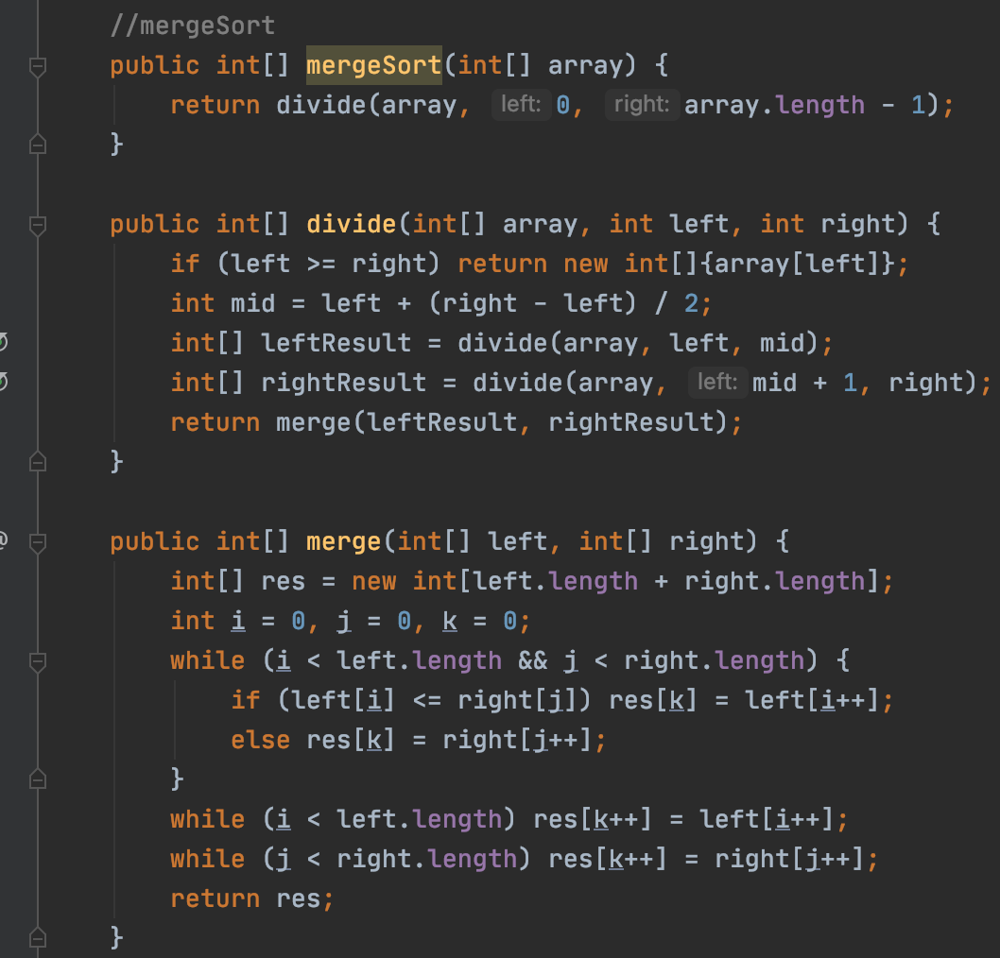 //mergeSort
public int[] mergeSort(int[] array) {
return divide(array, left: 0, right: array.length - 1);
}
public int[] divide(int[] array, int left, int right) {
if (left >= right) return new int[]{array[left]};
int mid = left + (right - left) / 2;
int[] leftResult = divide(array, left, mid);
int[] rightResult = divide(array, left: mid + 1, right);
return merge(leftResult, rightResult);
}
@ public int[] merge(int[] left, int[] right) {
int[] res = new int[left.length + right.length];
int i = 0, j = 0, k = 0;
while (i < left.length && j < right.length) {
if (left[i] <= right[j]) res[k] = left[i++];
else res[k] = right[j++];
}
while (i < left.length) res[k++] = left[i++];
while (j < right.length) res[k++] = right[j++];
return res;
}